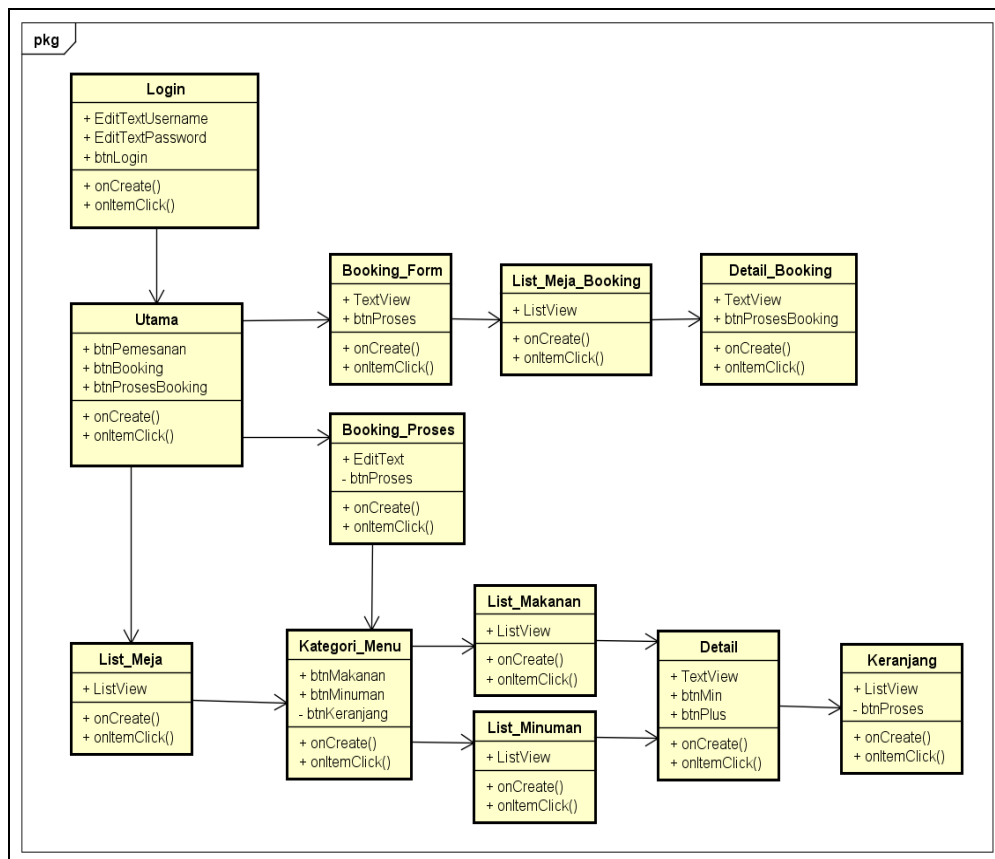 pkg
Login
+ EditTextUsername
+ EditTextPassword
+ btnLogin
+ onCreate()
+ onItemClick()
Utama
+ btnPemesanan
+ btnBooking
+ btnProsesBooking
+ onCreate()
+ onItemClick()
Booking_Form
+ TextView
+ btnProses
+ onCreate()
+ onItemClick()
List_Meja_Booking
+ ListView
+ onCreate()
+ onItemClick()
Detail_Booking
+ TextView
+ btnProsesBooking
+ onCreate()
+ onItemClick()
Booking_Proses
+ EditText
- btnProses
+ onCreate()
+ onItemClick()
List_Meja
+ ListView
+ onCreate()
+ onItemClick()
Kategori_Menu
+ btnMakanan
+ btnMinuman
- btnKeranjang
+ onCreate()
+ onItemClick()
List_Makanan
+ ListView
+ onCreate()
+ onItemClick()
List_Minuman
+ ListView
+ onCreate()
+ onItemClick()
Detail
+ TextView
+ btnMin
+ btnPlus
+ onCreate()
+ onItemClick()
Keranjang
+ ListView
- btnProses
+ onCreate()
+ onItemClick()